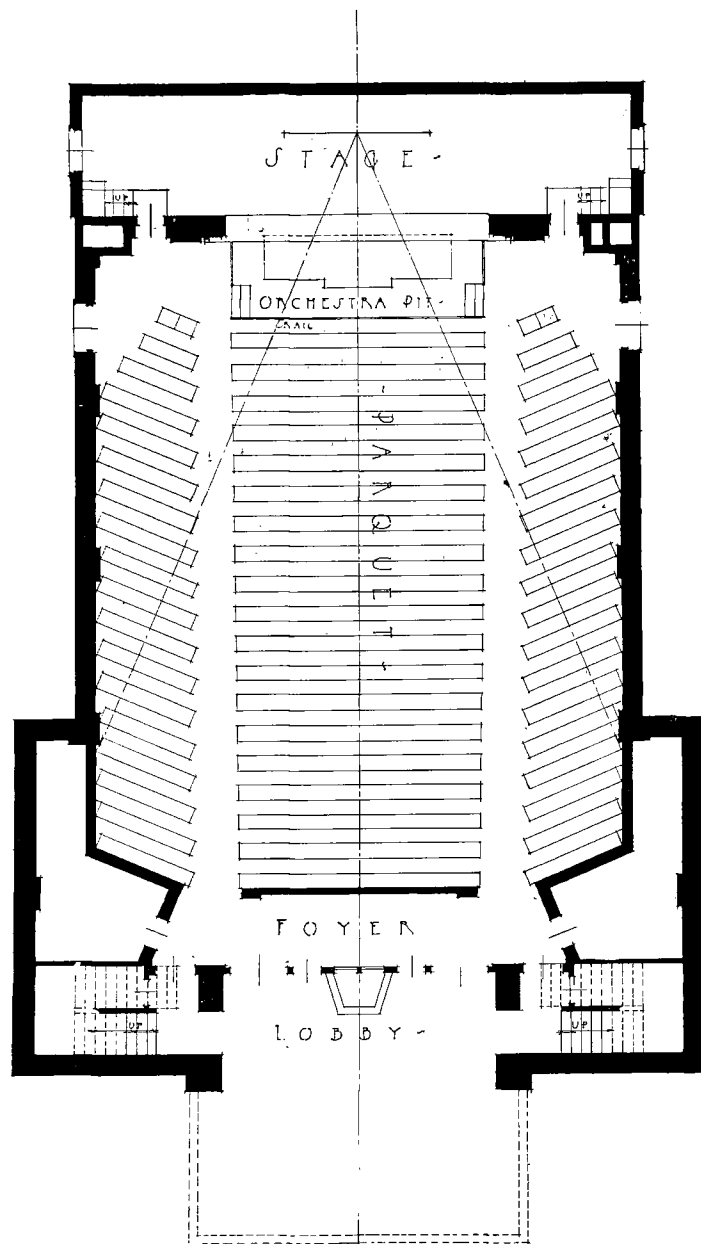 STAGE-
UP
UP
ORCHESTRA PIT-
RAIL
-PARQUET-
FOYER
LOBBY-
UP
UP